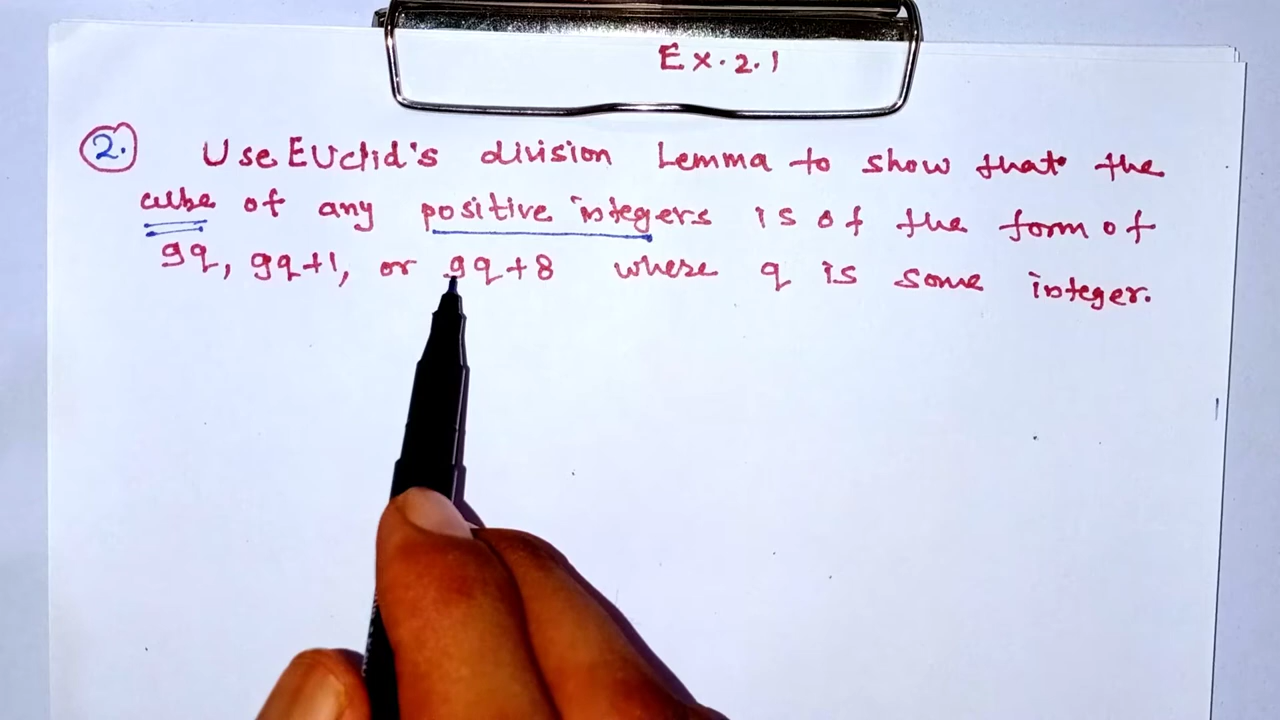 Ex. 2.1
2. Use Euclid's division Lemma to show that the
cube of any positive integers is of the form of
9q, 9q+1, or 9q+8 where q is some integer.